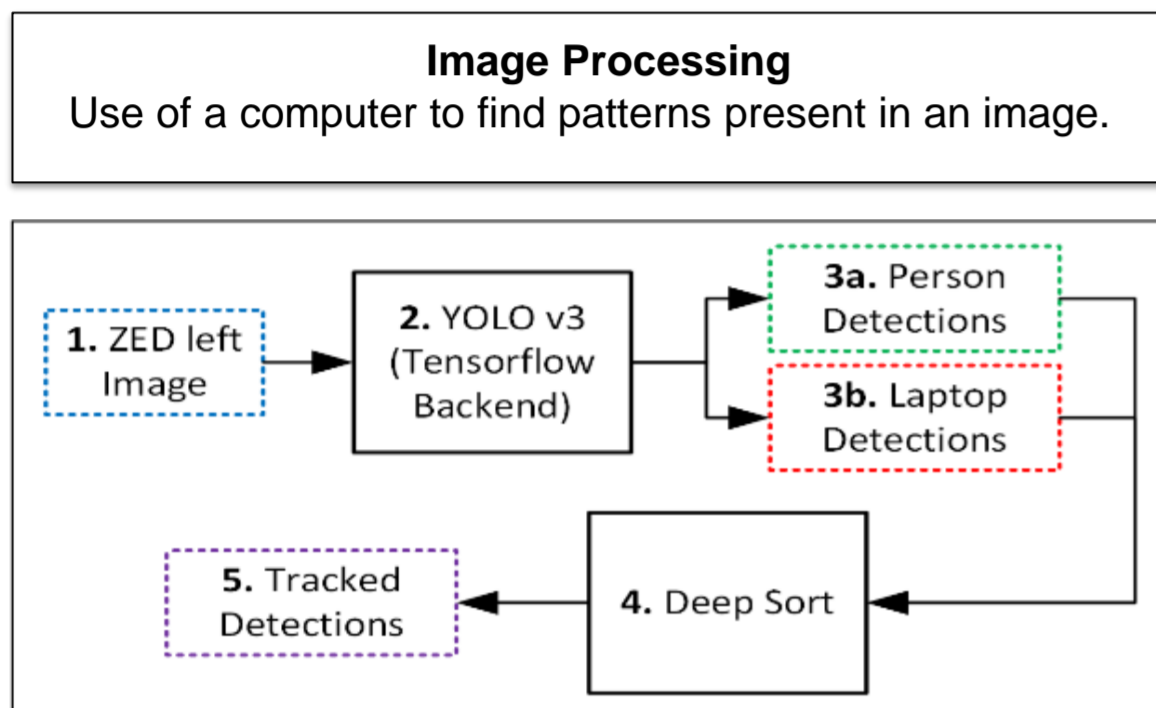 Image Processing
Use of a computer to find patterns present in an image.
1. ZED left
Image
2. YOLO v3
(Tensorflow
Backend)
3a. Person
Detections
3b. Laptop
Detections
4. Deep Sort
5. Tracked
Detections